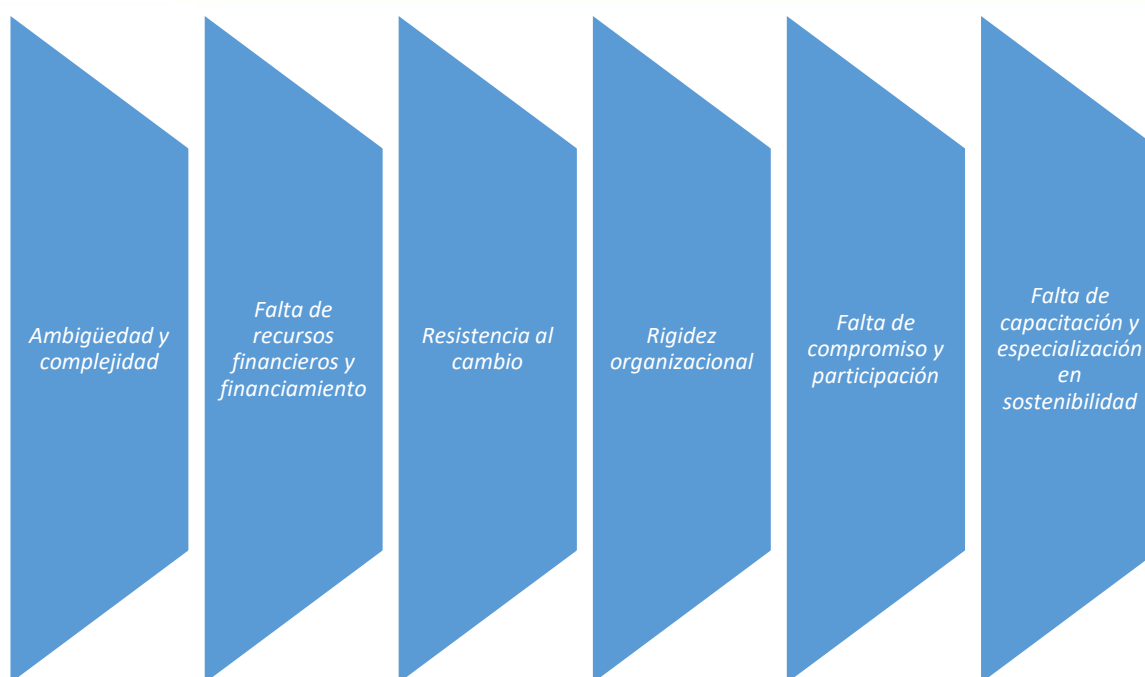 Ambigüedad y
complejidad
Falta de
recursos
financieros y
financiamiento
Resistencia al
cambio
Rigidez
organizacional
Falta de
compromiso y
participación
Falta de
capacitación y
especialización
en
sostenibilidad